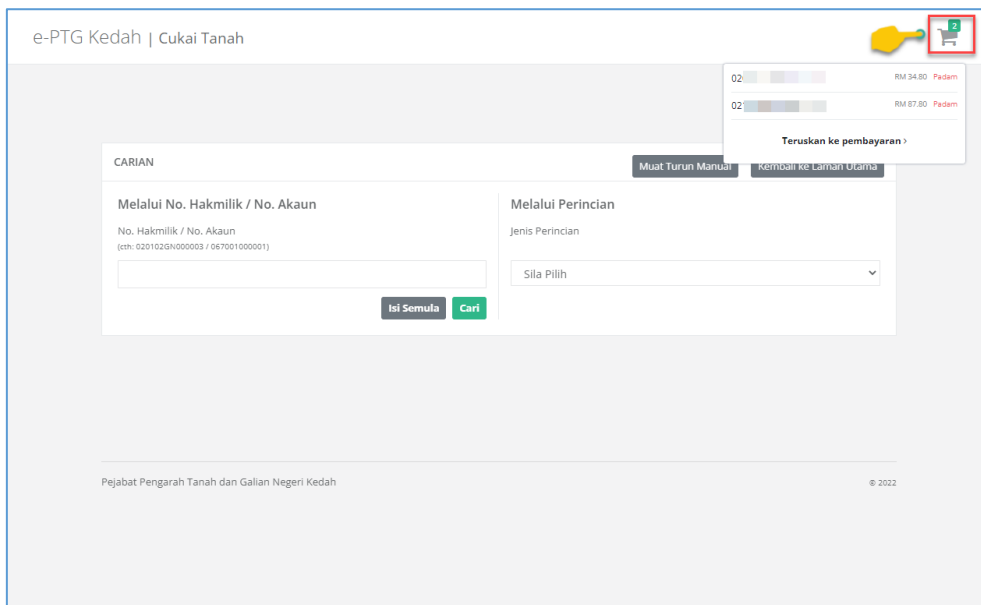 e-PTG Kedah | Cukai Tanah
2
02 RM 34.80 Padam
02 RM 87.80 Padam
Teruskan ke pembayaran >
CARIAN
Muat Turun Manual
Kembali ke Laman Utama
Melalui No. Hakmilik / No. Akaun
No. Hakmilik / No. Akaun
(cth: 020102GN000003 / 067001000001)
Isi Semula
Cari
Melalui Perincian
Jenis Perincian
Sila Pilih
Pejabat Pengarah Tanah dan Galian Negeri Kedah
© 2022